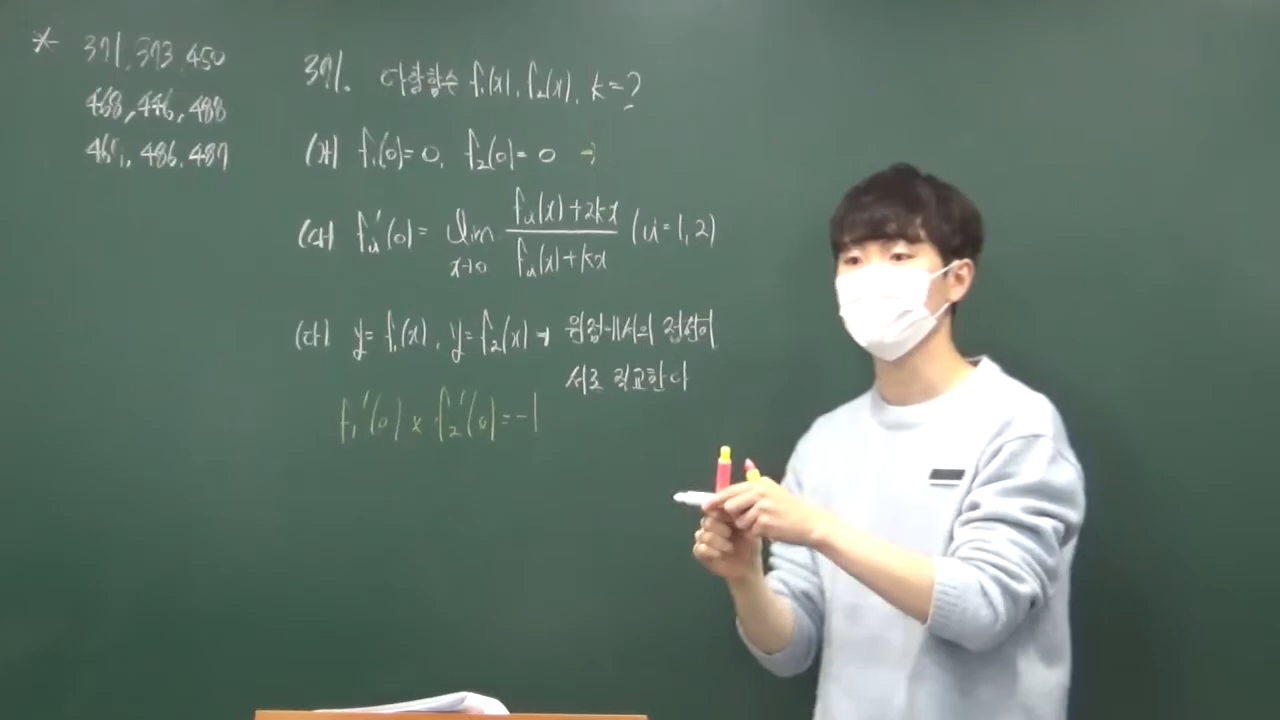 * 371, 373, 450
468, 446, 488
486, 487
371. 다항함수 f₁(x), f₂(x), k=?
(가) f₁(0)=0, f₂(0)=0 →
(나) fᵢ'(0)= lim x→0 fᵢ(x)+2kx / fᵢ(x)+kx (i=1,2)
(다) y=f₁(x), y=f₂(x) → 원점에서의 접선이
서로 직교한다
f₁'(0) × f₂'(0)=-1